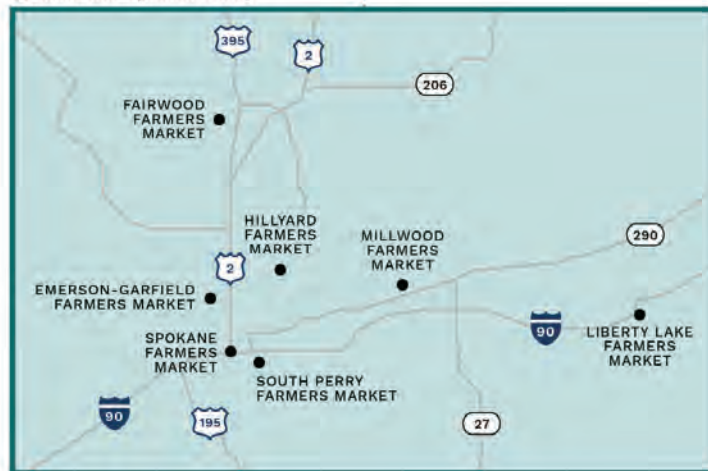 395
2
206
FAIRWOOD
FARMERS
MARKET
HILLYARD
FARMERS
MARKET
MILLWOOD
FARMERS
MARKET
290
2
EMERSON-GARFIELD
FARMERS MARKET
SPOKANE
FARMERS
MARKET
90
LIBERTY LAKE
FARMERS
MARKET
SOUTH PERRY
FARMERS MARKET
90
195
27